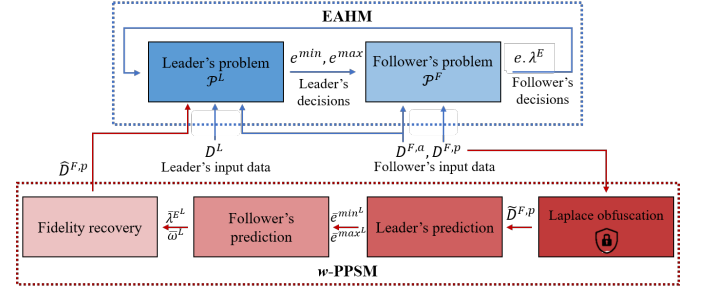 EAHM
Leader's problem
𝒫^L
e^min, e^max
Leader's
decisions
Follower's problem
𝒫^F
e. λ^E
Follower's
decisions
D^L
Leader's input data
D^{F,a}, D^{F,p}
Follower's input data
D̂^{F,p}
Fidelity recovery
λ̄^{E^L}
ω̄^L
Follower's
prediction
ē^{min^L}
ē^{max^L}
Leader's prediction
D̃^{F,p}
Laplace obfuscation
w-PPSM